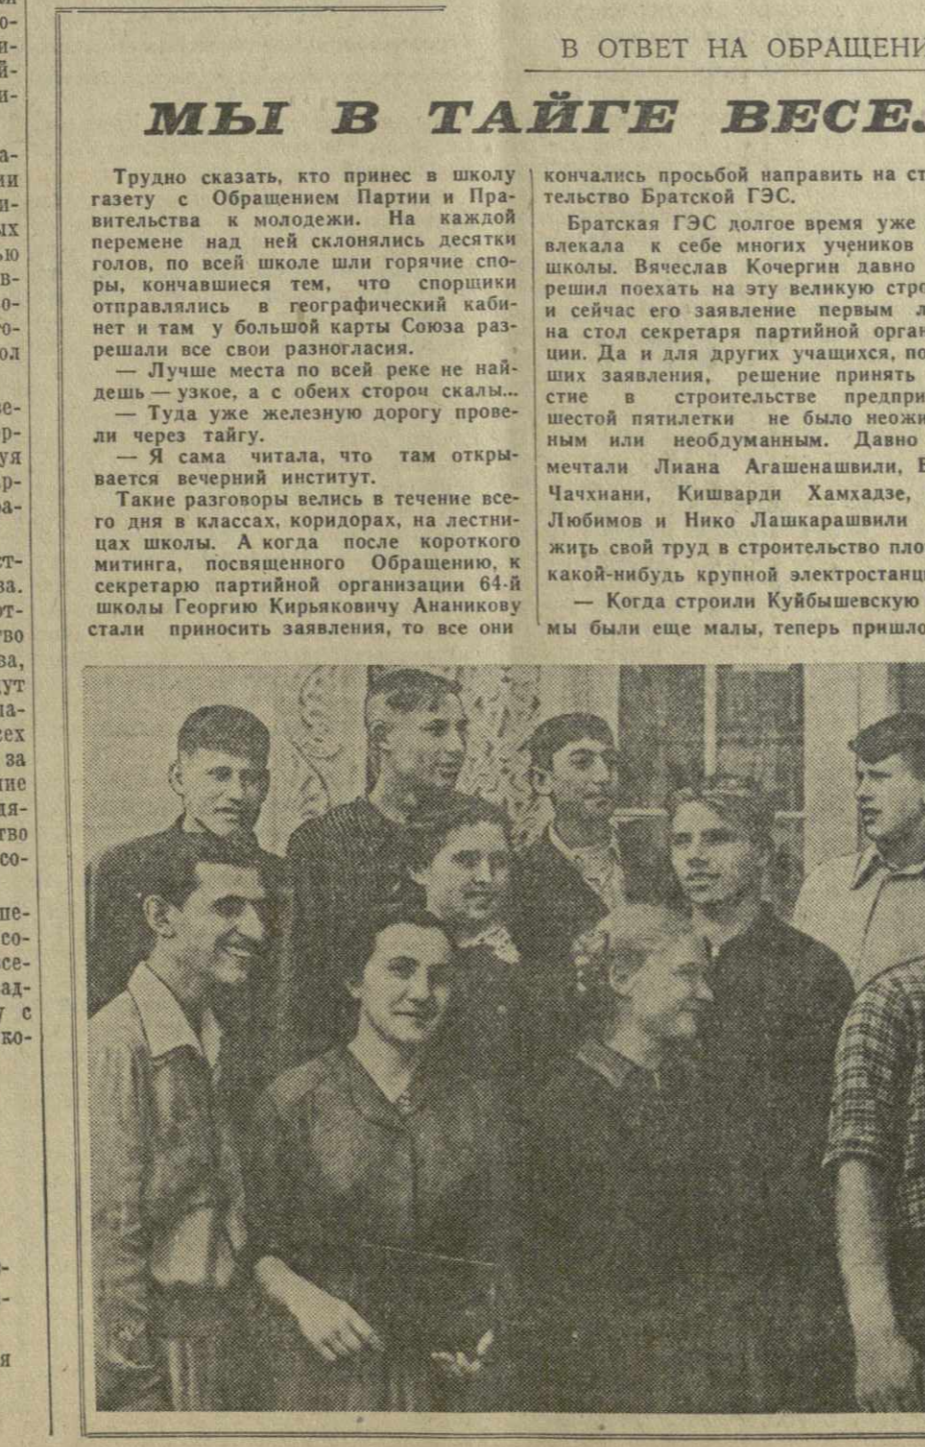 В ОТВЕТ НА ОБРАЩЕНИ
МЫ В ТАЙГЕ ВЕСЕ
Трудно сказать, кто принес в школу
газету с Обращением Партии и Пра-
вительства к молодежи. На каждой
перемене над ней склонялись десятки
голов, по всей школе шли горячие спо-
ры, кончавшиеся тем, что спорщики
отправлялись в географический каби-
нет и там у большой карты Союза раз-
решали все свои разногласия.
— Лучше места по всей реке не най-
дешь — узкое, а с обеих сторон скалы...
— Туда уже железную дорогу прове-
ли через тайгу.
— Я сама читала, что там откры-
вается вечерний институт.
Такие разговоры велись в течение все-
го дня в классах, коридорах, на лестни-
цах школы. А когда после короткого
митинга, посвященного Обращению, к
секретарю партийной организации 64-й
школы Георгию Кирьяковичу Ананикову
стали приносить заявления, то все они
кончались просьбой направить на ст
тельство Братской ГЭС.
Братская ГЭС долгое время уже
влекала к себе многих учеников
школы. Вячеслав Кочергин давно
решил поехать на эту великую стро
и сейчас его заявление первым л
на стол секретаря партийной орган
ции. Да и для других учащихся, по
ших заявления, решение принять
стие в строительстве предпри
шестой пятилетки не было неожи
ным или необдуманным. Давно
мечтали Лиана Агашенашвили,
Чачхиани, Кишварди Хамхадзе,
Любимов и Нико Лашкарашвили
жить свой труд в строительство пло
какой-нибудь крупной электростанц
— Когда строили Куйбышевскую
мы были еще малы, теперь пришло